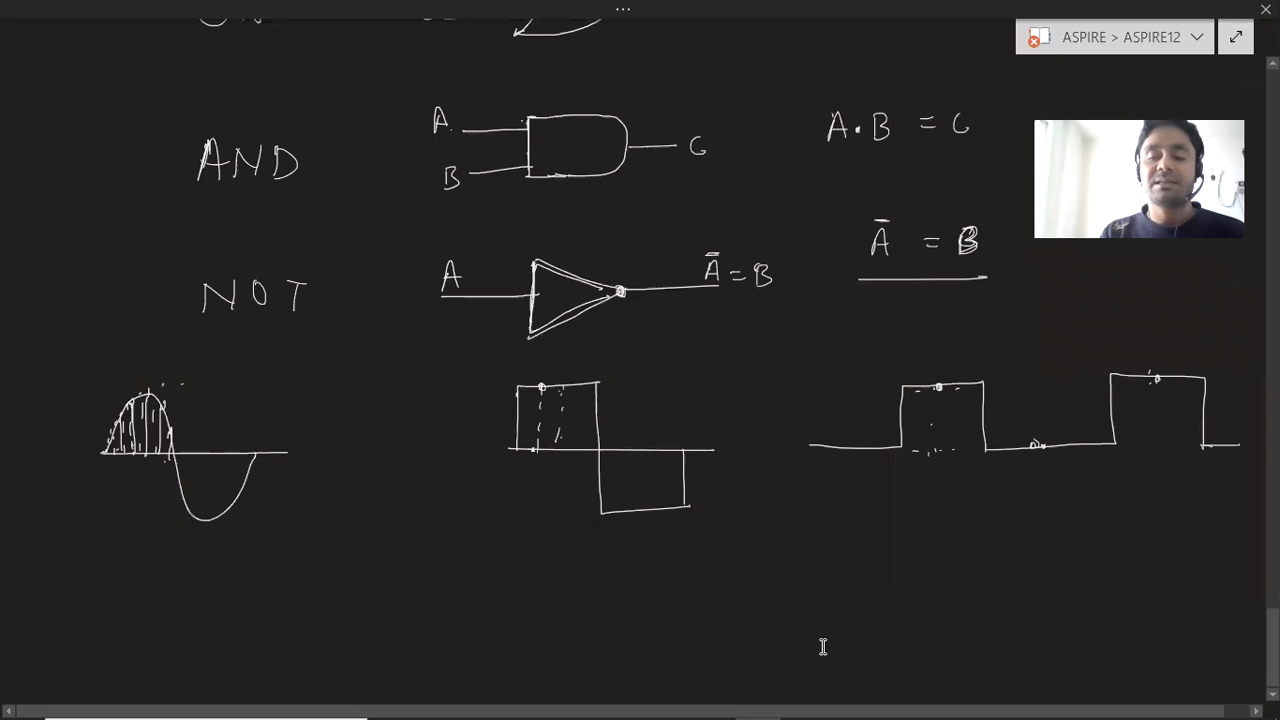 ASPIRE > ASPIRE12
AND
A
B
C
A·B = C
NOT
A
Ā = B
Ā = B